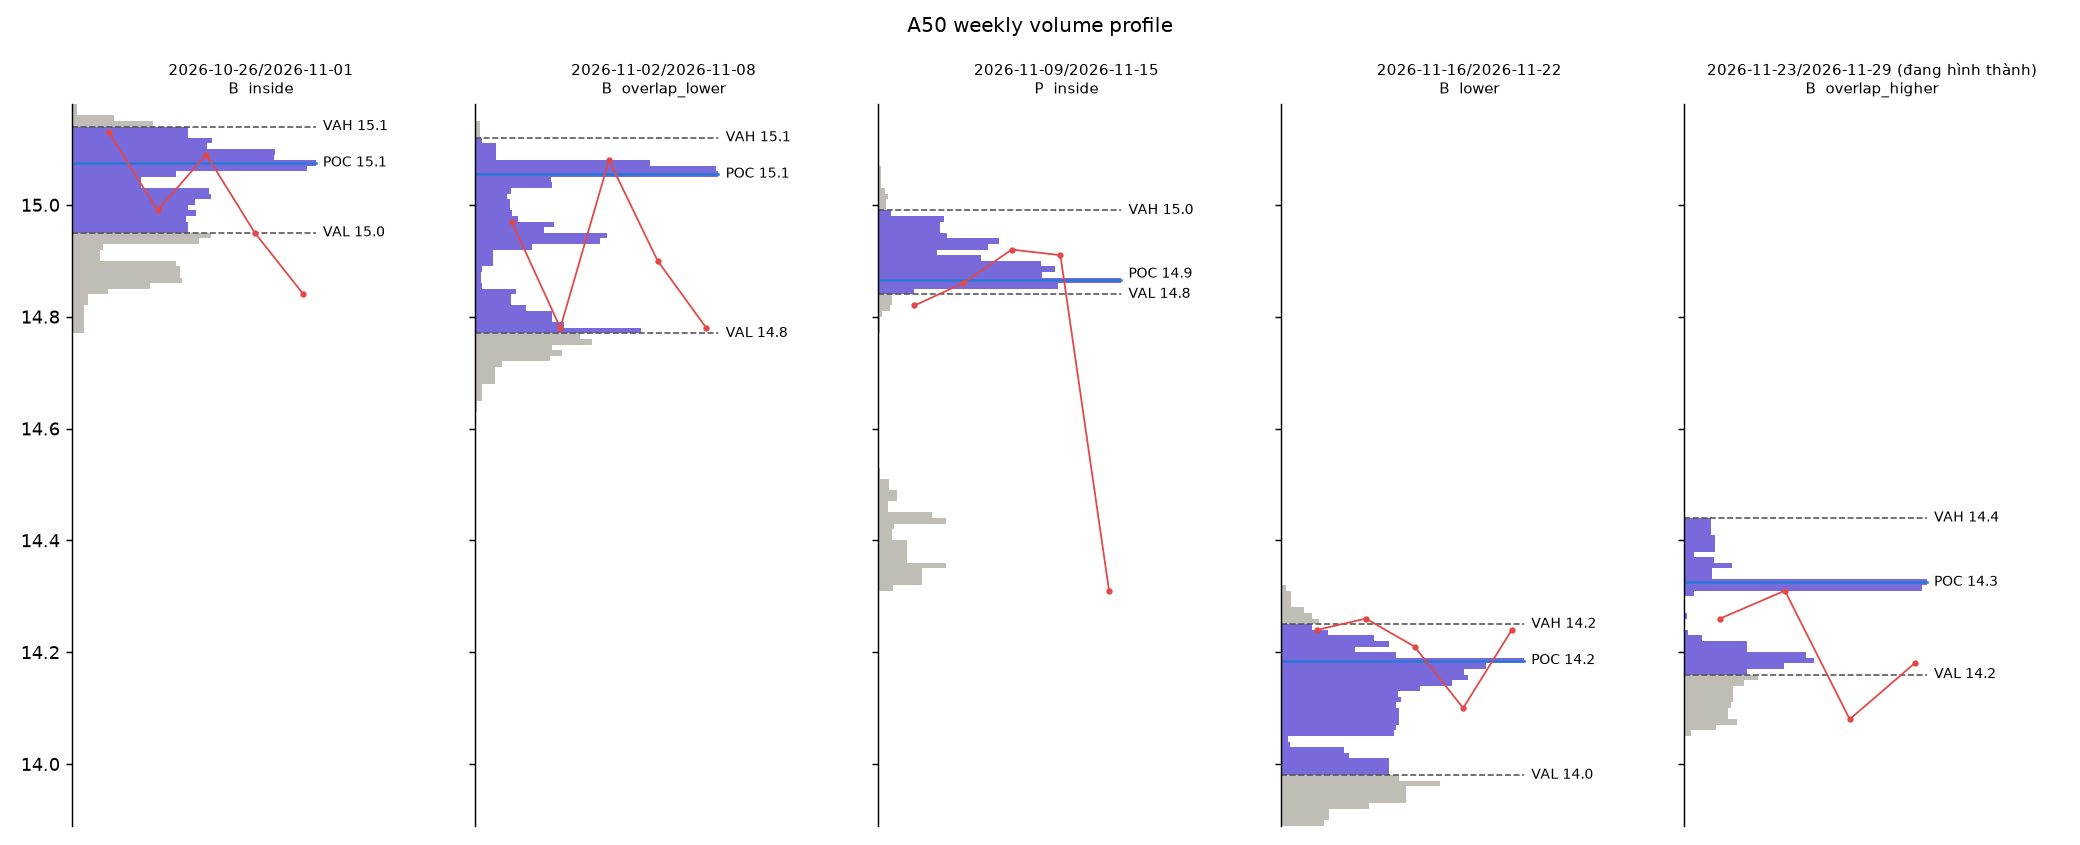 A50 weekly volume profile
2026-10-26/2026-11-01
B  inside
2026-11-02/2026-11-08
B  overlap_lower
2026-11-09/2026-11-15
P  inside
2026-11-16/2026-11-22
B  lower
2026-11-23/2026-11-29 (đang hình thành)
B  overlap_higher
15.0
14.8
14.6
14.4
14.2
14.0
VAH 15.1
POC 15.1
VAL 15.0
VAH 15.1
POC 15.1
VAL 14.8
VAH 15.0
POC 14.9
VAL 14.8
VAH 14.2
POC 14.2
VAL 14.0
VAH 14.4
POC 14.3
VAL 14.2